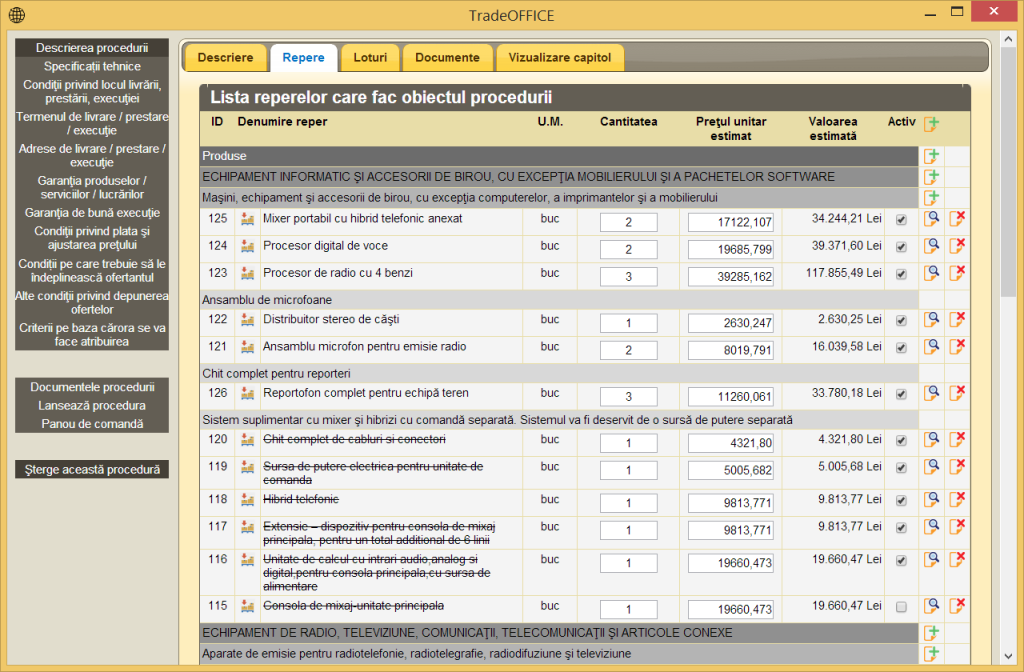 TradeOFFICE
Descrierea procedurii
Specificații tehnice
Condiții privind locul livrării,
prestării, execuției
Termenul de livrare / prestare
/ execuție
Adrese de livrare / prestare /
execuție
Garanția produselor /
serviciilor / lucrărilor
Garanția de bună execuție
Condiții privind plata și
ajustarea prețului
Condiții pe care trebuie să le
îndeplinească ofertantul
Alte condiții privind depunerea
ofertelor
Criterii pe baza cărora se va
face atribuirea
Documentele procedurii
Lansează procedura
Panou de comandă
Șterge această procedură
Descriere Repere Loturi Documente Vizualizare capitol
Lista reperelor care fac obiectul procedurii
ID Denumire reper U.M. Cantitatea Preţul unitar estimat Valoarea estimată Activ
Produse
ECHIPAMENT INFORMATIC ŞI ACCESORII DE BIROU, CU EXCEPŢIA MOBILIERULUI ŞI A PACHETELOR SOFTWARE
Maşini, echipament şi accesorii de birou, cu excepţia computerelor, a imprimantelor şi a mobilierului
125 Mixer portabil cu hibrid telefonic anexat buc 2 17122,107 34.244,21 Lei
124 Procesor digital de voce buc 2 19685,799 39.371,60 Lei
123 Procesor de radio cu 4 benzi buc 3 39285,162 117.855,49 Lei
Ansamblu de microfoane
122 Distribuitor stereo de căşti buc 1 2630,247 2.630,25 Lei
121 Ansamblu microfon pentru emisie radio buc 2 8019,791 16.039,58 Lei
Chit complet pentru reporteri
126 Reportofon complet pentru echipă teren buc 3 11260,061 33.780,18 Lei
Sistem suplimentar cu mixer şi hibrizi cu comandă separată. Sistemul va fi deservit de o sursă de putere separată
120 Chit complet de cabluri si conectori buc 1 4321,80 4.321,80 Lei
119 Sursa de putere electrica pentru unitate de
comanda buc 1 5005,682 5.005,68 Lei
118 Hibrid telefonic buc 1 9813,771 9.813,77 Lei
117 Extensie – dispozitiv pentru consola de mixaj
principala, pentru un total additional de 6 linii buc 1 9813,771 9.813,77 Lei
116 Unitate de calcul cu intrari audio,analog si
digital,pentru consola principala,cu sursa de
alimentare buc 1 19660,473 19.660,47 Lei
115 Consola de mixaj-unitate principala buc 1 19660,473 19.660,47 Lei
ECHIPAMENT DE RADIO, TELEVIZIUNE, COMUNICAŢII, TELECOMUNICAŢII ŞI ARTICOLE CONEXE
Aparate de emisie pentru radiotelefonie, radiotelegrafie, radiodifuziune şi televiziune